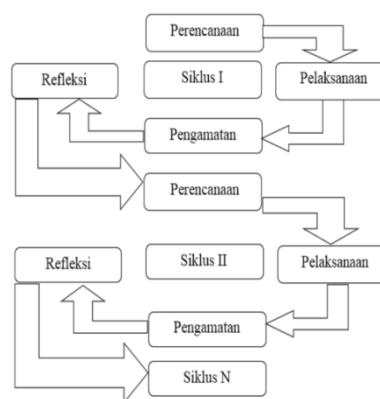 Perencanaan
Refleksi
Siklus I
Pelaksanaan
Pengamatan
Perencanaan
Refleksi
Siklus II
Pelaksanaan
Pengamatan
Siklus N